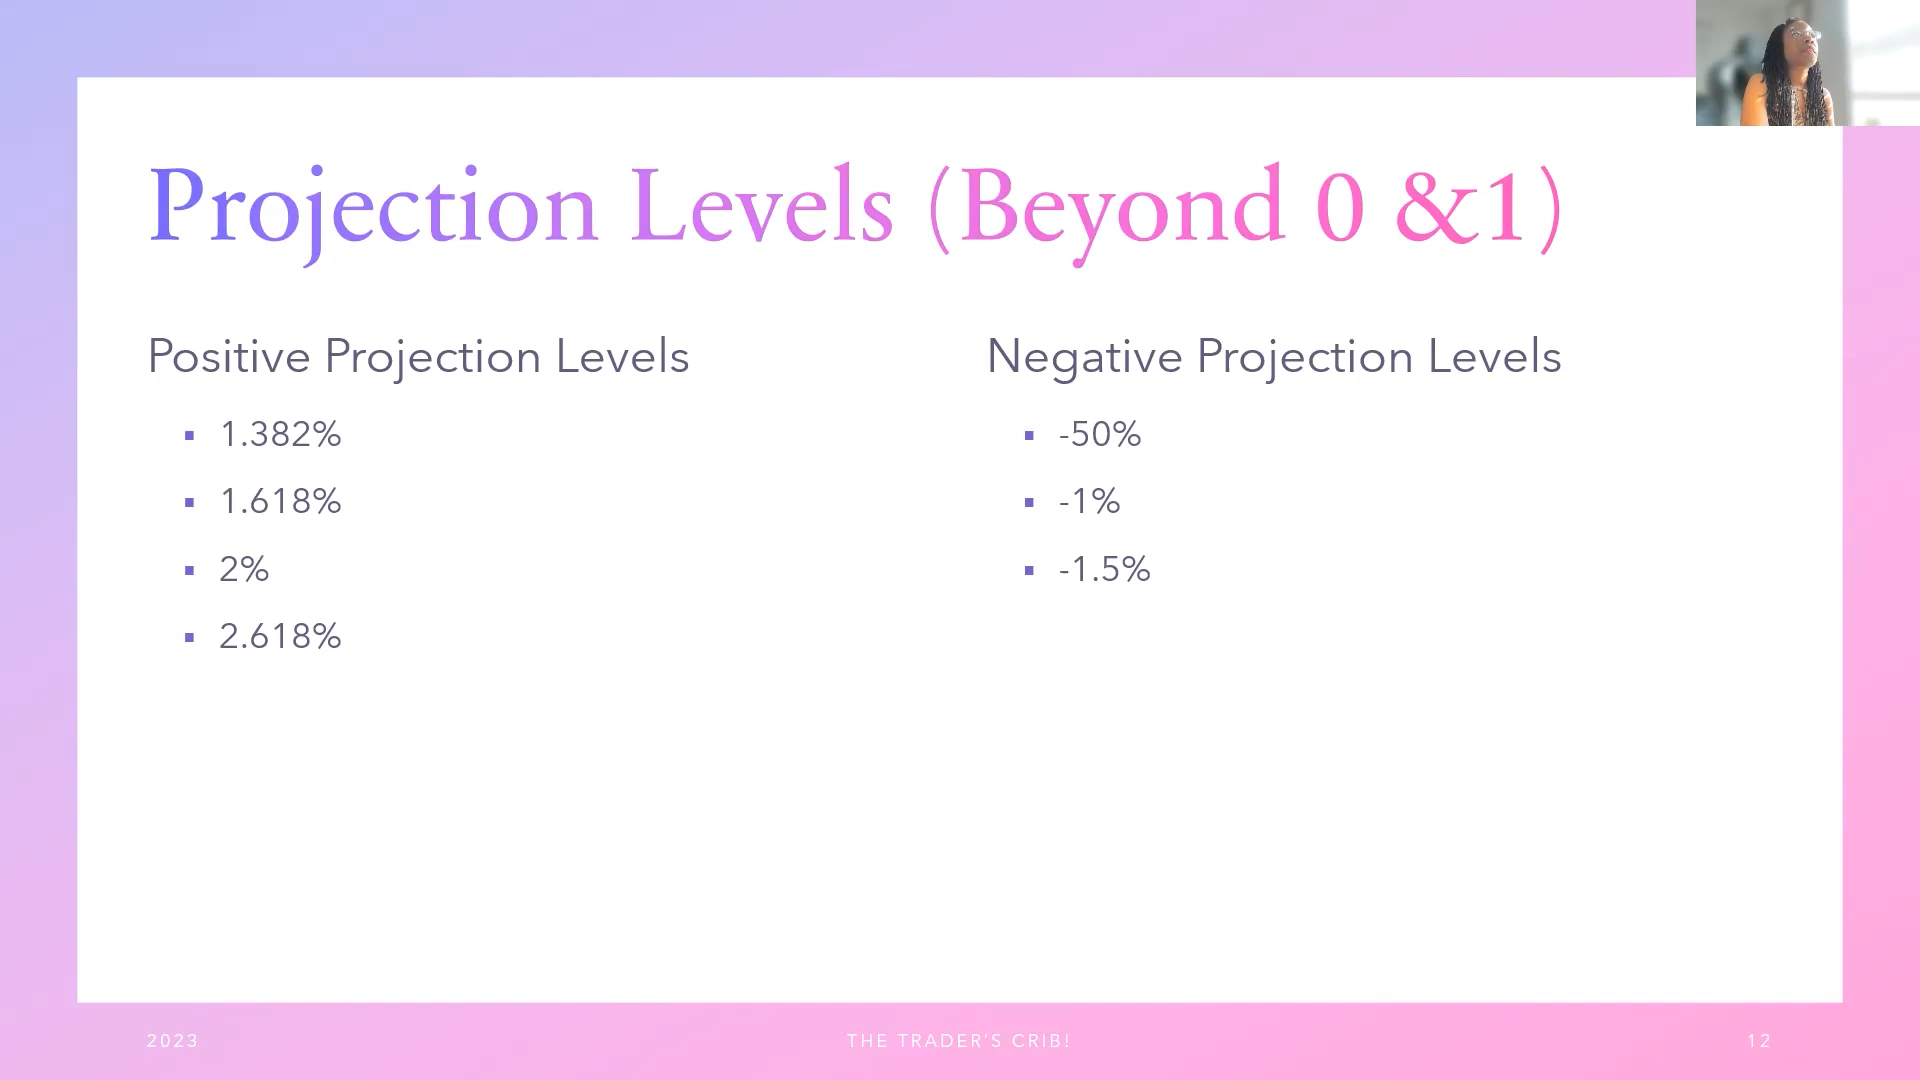 Projection Levels (Beyond 0 &1)
Positive Projection Levels
1.382%
1.618%
2%
2.618%
Negative Projection Levels
-50%
-1%
-1.5%
2023
THE TRADER'S CRIB!
12